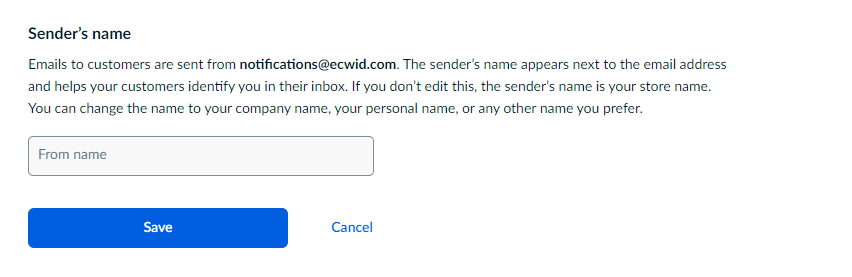 Sender’s name
Emails to customers are sent from notifications@ecwid.com. The sender’s name appears next to the email address
and helps your customers identify you in their inbox. If you don’t edit this, the sender’s name is your store name.
You can change the name to your company name, your personal name, or any other name you prefer.
From name
Save Cancel